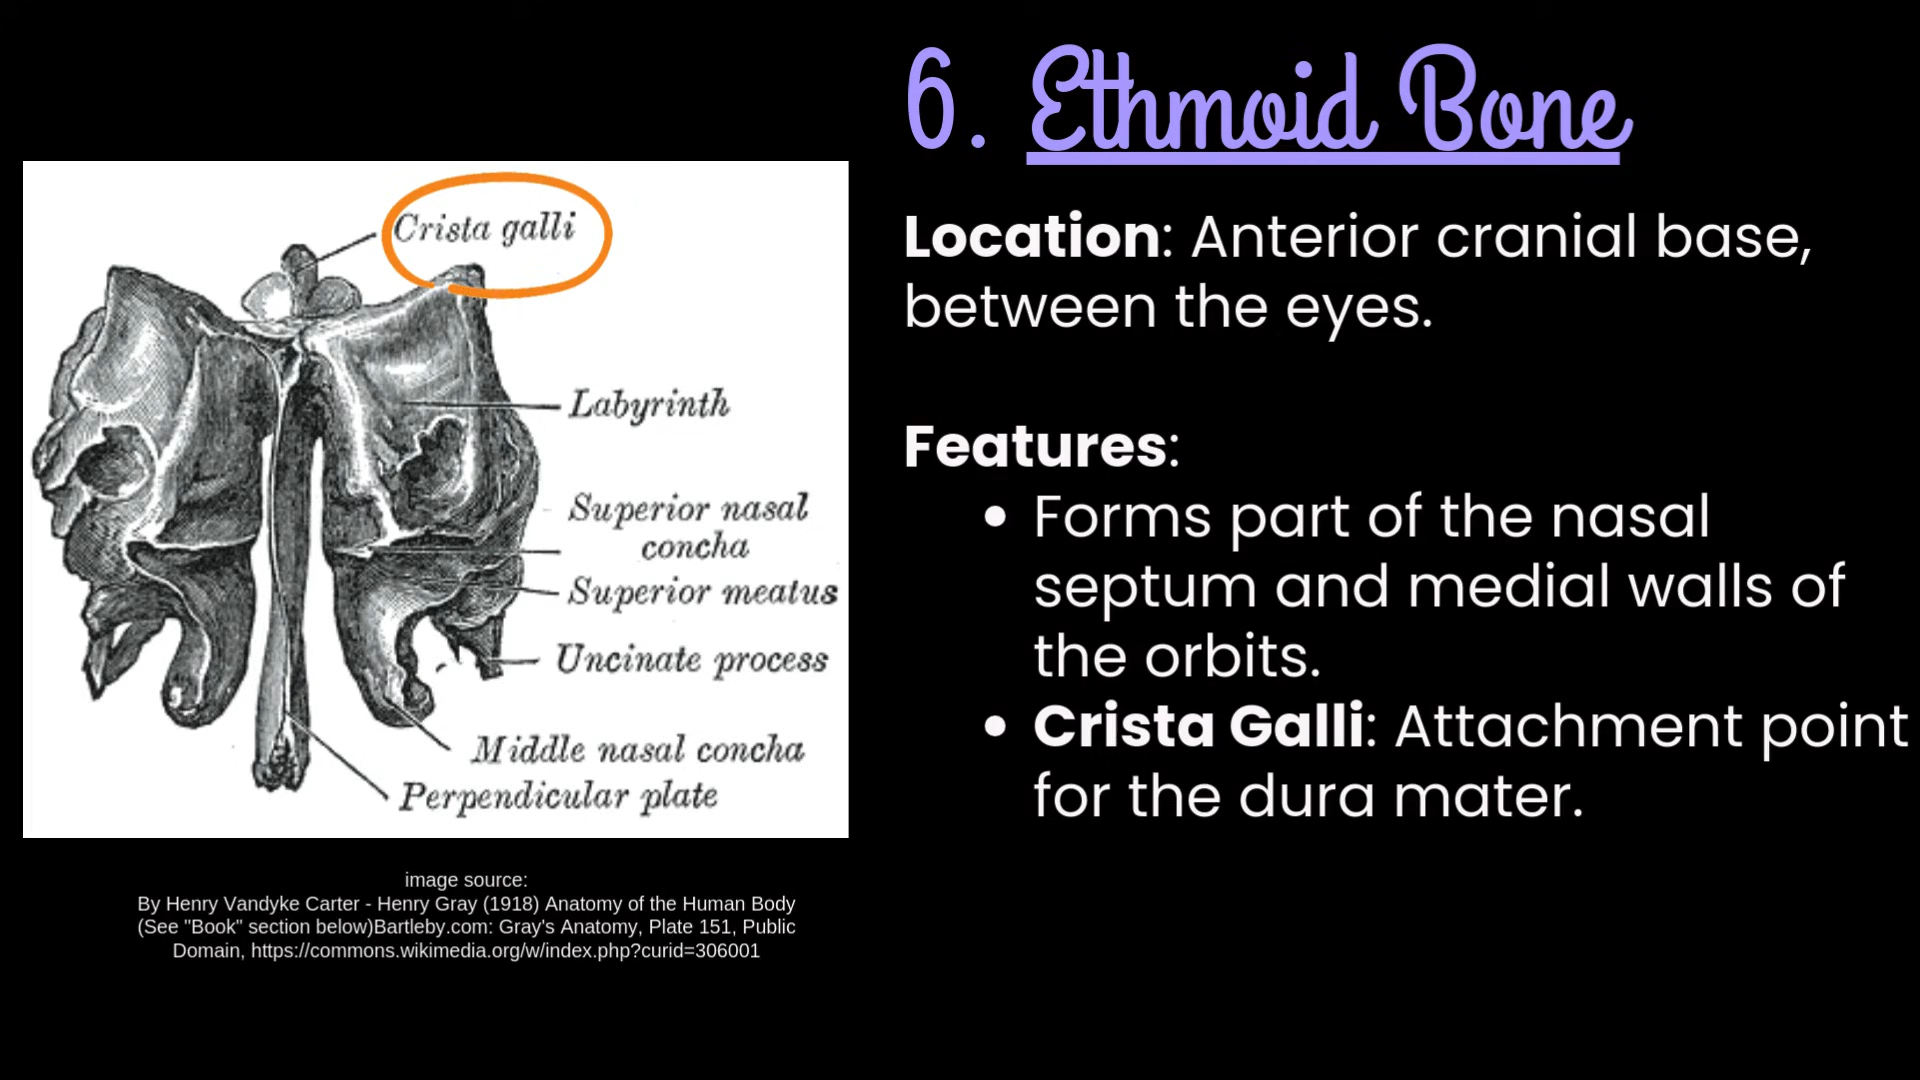 6. Ethmoid Bone
Crista galli
Labyrinth
Superior nasal
concha
Superior meatus
Uncinate process
Middle nasal concha
Perpendicular plate
image source:
By Henry Vandyke Carter - Henry Gray (1918) Anatomy of the Human Body
(See "Book" section below)Bartleby.com: Gray's Anatomy, Plate 151, Public
Domain, https://commons.wikimedia.org/w/index.php?curid=306001
Location: Anterior cranial base,
between the eyes.
Features:
• Forms part of the nasal
septum and medial walls of
the orbits.
• Crista Galli: Attachment point
for the dura mater.